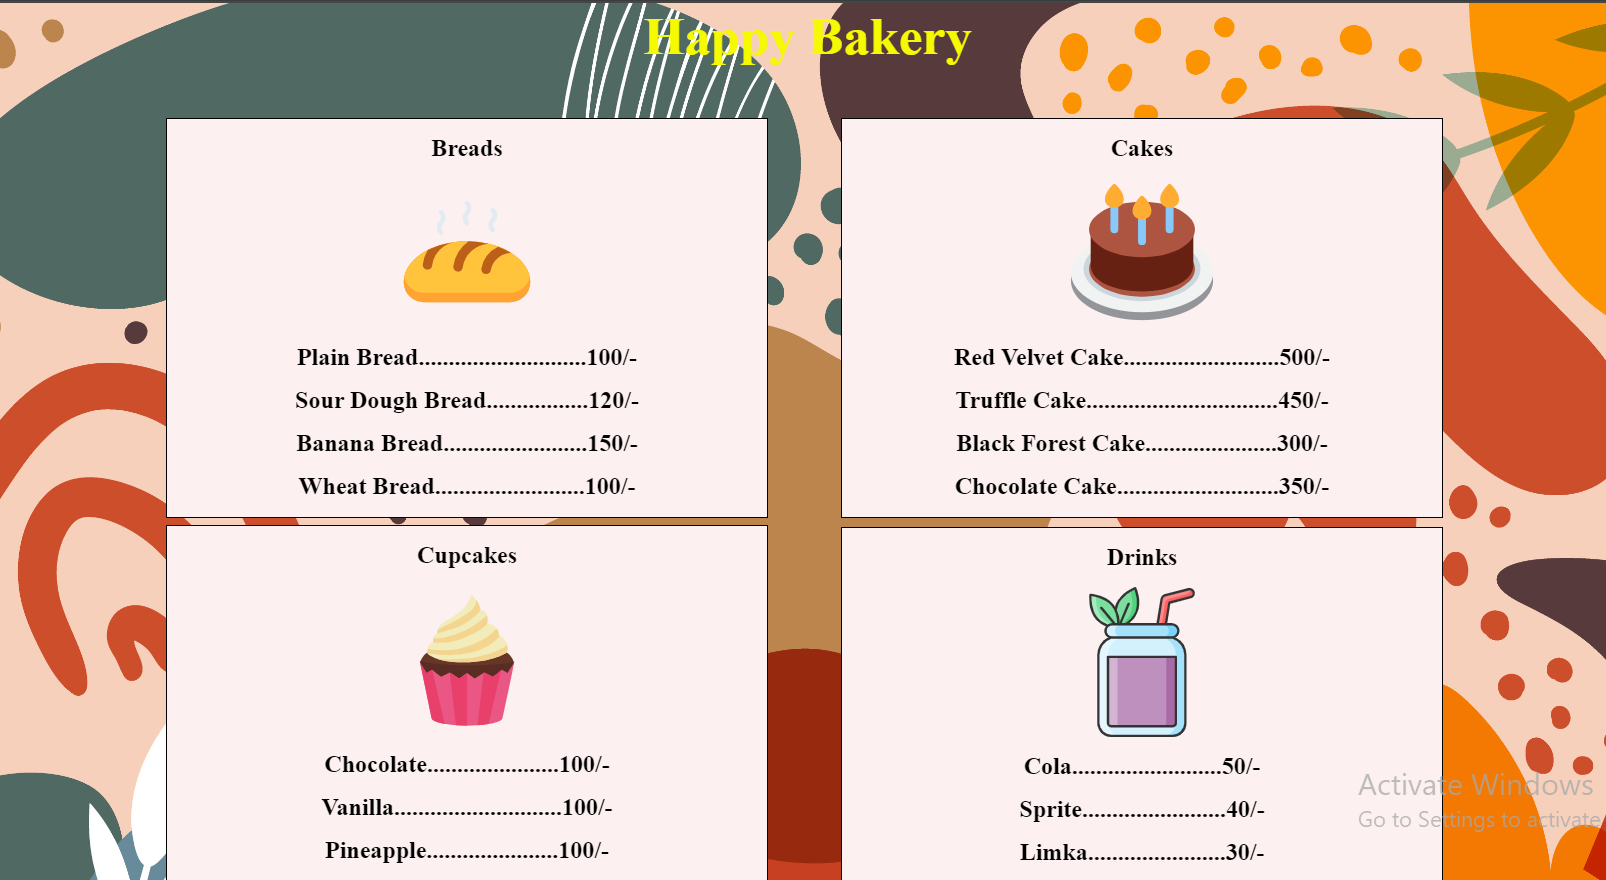 Happy Bakery
Breads
Plain Bread............................100/-
Sour Dough Bread.................120/-
Banana Bread........................150/-
Wheat Bread.........................100/-
Cakes
Red Velvet Cake..........................500/-
Truffle Cake................................450/-
Black Forest Cake......................300/-
Chocolate Cake...........................350/-
Cupcakes
Chocolate......................100/-
Vanilla............................100/-
Pineapple......................100/-
Drinks
Cola.........................50/-
Sprite........................40/-
Limka.......................30/-
Activate Windows
Go to Settings to activate